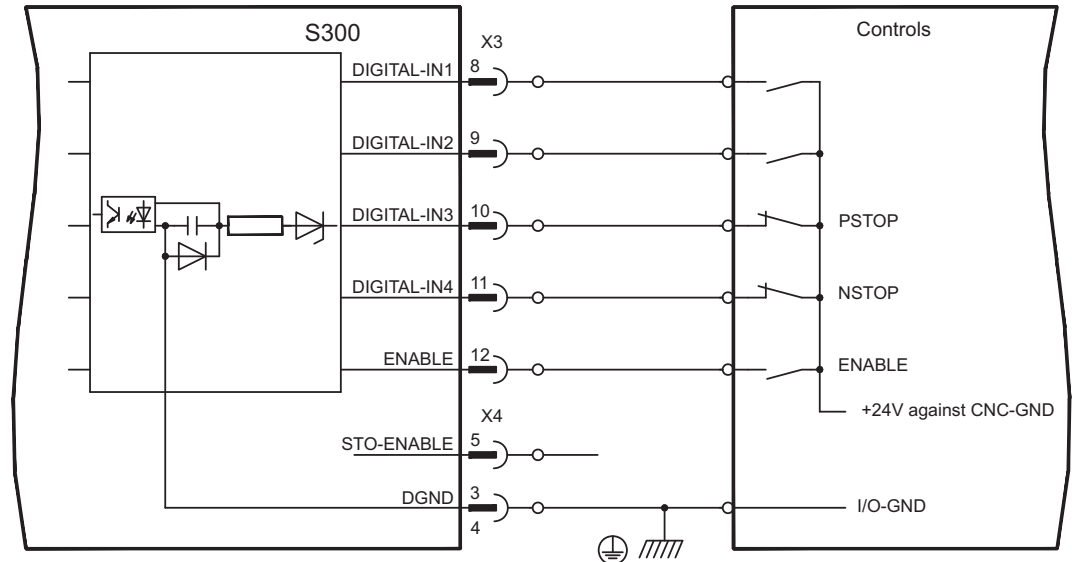 S300
Controls
X3
DIGITAL-IN1
8
DIGITAL-IN2
9
DIGITAL-IN3
10
PSTOP
DIGITAL-IN4
11
NSTOP
ENABLE
12
ENABLE
+24V against CNC-GND
X4
STO-ENABLE
5
DGND
3
I/O-GND
4